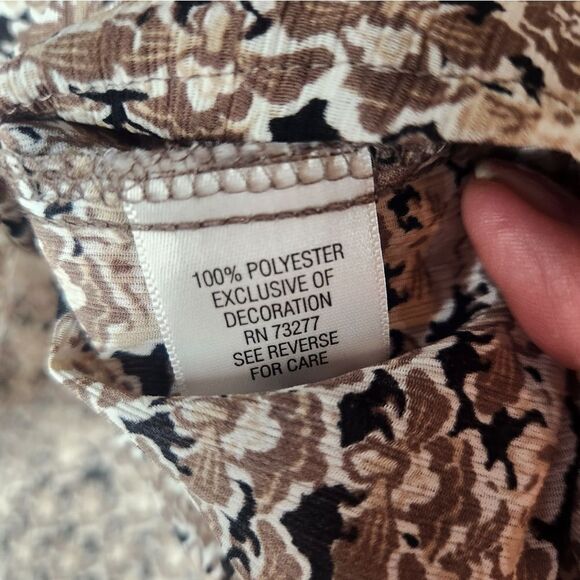 100% POLYESTER
EXCLUSIVE OF
DECORATION
RN 73277
SEE REVERSE
FOR CARE